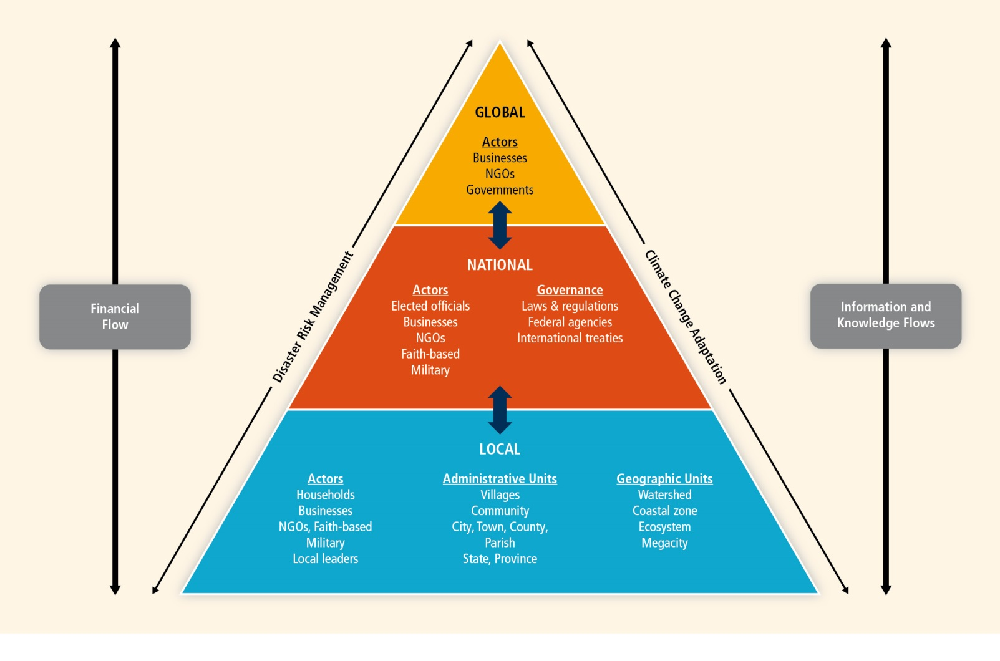 GLOBAL
Actors
Businesses
NGOs
Governments
NATIONAL
Actors
Elected officials
Businesses
NGOs
Faith-based
Military
Governance
Laws & regulations
Federal agencies
International treaties
LOCAL
Actors
Households
Businesses
NGOs, Faith-based
Military
Local leaders
Administrative Units
Villages
Community
City, Town, County,
Parish
State, Province
Geographic Units
Watershed
Coastal zone
Ecosystem
Megacity
Financial
Flow
Disaster Risk Management
Climate Change Adaptation
Information and
Knowledge Flows